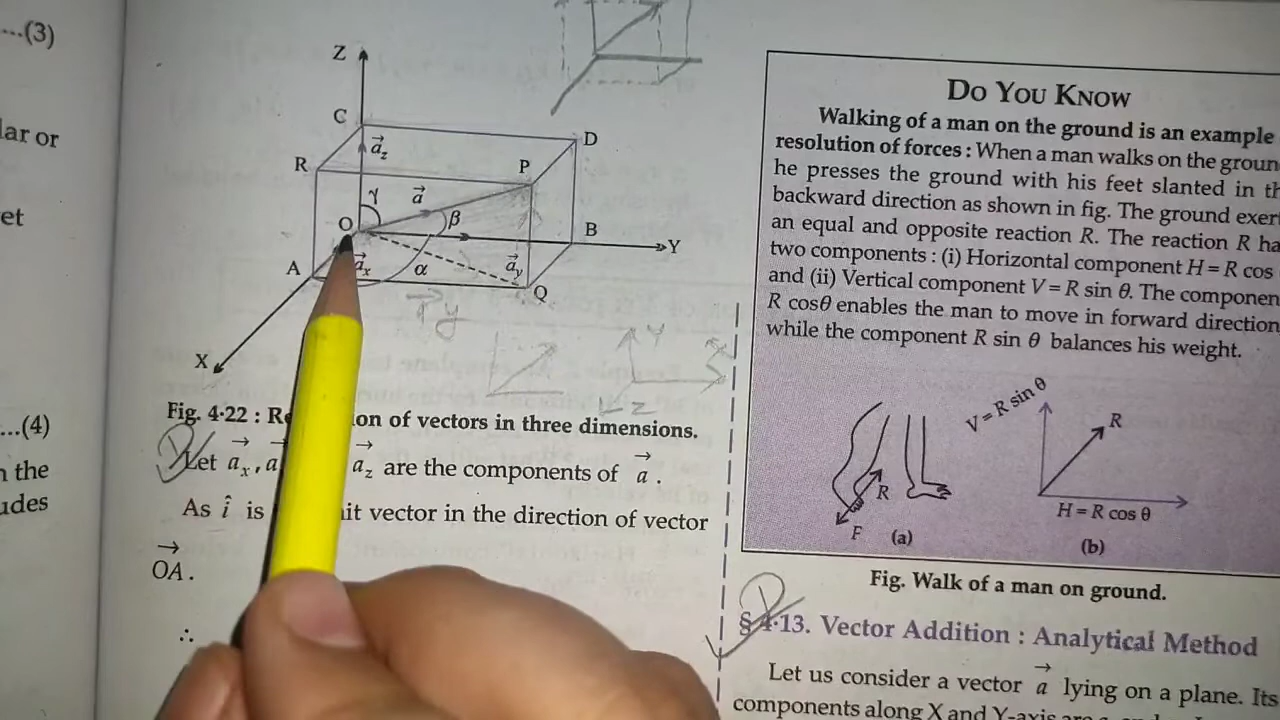 ...(3)
lar or
et
...(4)
n the
udes
Z
C
D
a⃗z
R
P
γ
a⃗
β
O
B
Y
A
a⃗x
α
a⃗y
Q
X
y
Y
Z
Fig. 4·22 : Re ion of vectors in three dimensions.
Let a⃗x, a⃗ a⃗z are the components of a⃗ .
As î is it vector in the direction of vector
OA⃗ .
∴
DO YOU KNOW
Walking of a man on the ground is an example
resolution of forces : When a man walks on the groun
he presses the ground with his feet slanted in th
backward direction as shown in fig. The ground exer
an equal and opposite reaction R. The reaction R ha
two components : (i) Horizontal component H = R cos
and (ii) Vertical component V = R sin θ. The componen
R cosθ enables the man to move in forward direction
while the component R sin θ balances his weight.
V = R sin θ
R
R
H = R cos θ
F
(a)
(b)
Fig. Walk of a man on ground.
§ 4·13. Vector Addition : Analytical Method
Let us consider a vector a⃗ lying on a plane. Its
components along X and Y-axis are